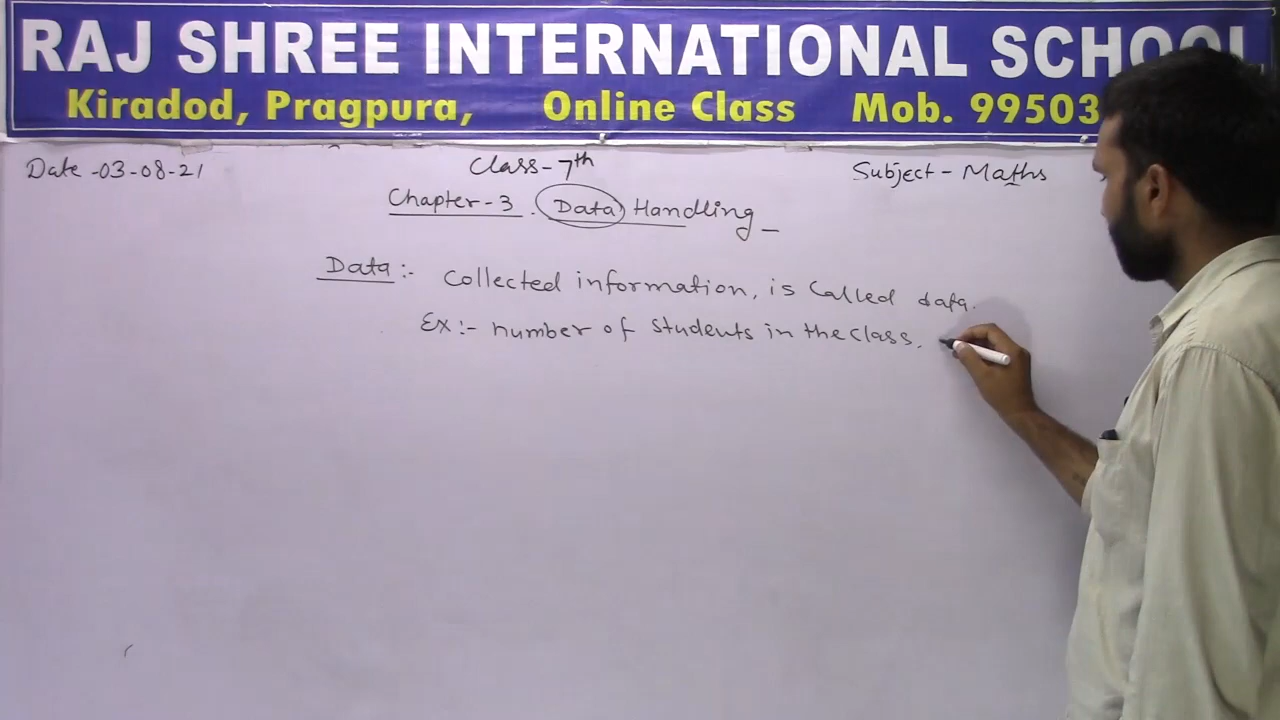 RAJ SHREE INTERNATIONAL SCHOOL
Kiradod, Pragpura, Online Class Mob. 99503
Date -03-08-21 Class-7th Subject - Maths
Chapter-3 . Data Handling
Data:- Collected information, is Called data.
Ex:- number of students in the class,